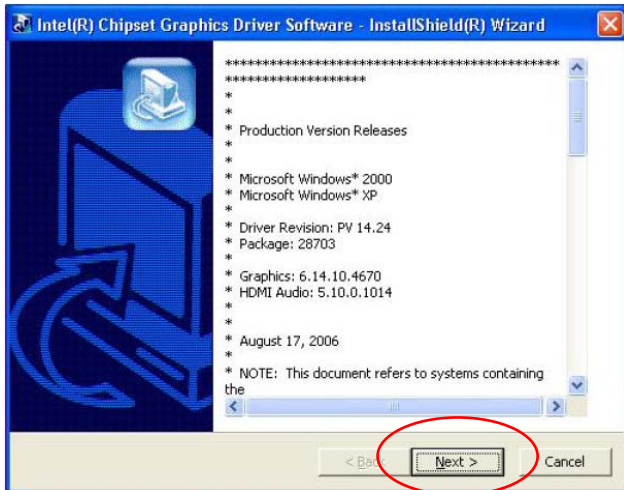 Intel(R) Chipset Graphics Driver Software - InstallShield(R) Wizard
*********************************************
*******************
*
*
* Production Version Releases
*
*
* Microsoft Windows* 2000
* Microsoft Windows* XP
*
* Driver Revision: PV 14.24
* Package: 28703
*
* Graphics: 6.14.10.4670
* HDMI Audio: 5.10.0.1014
*
*
* August 17, 2006
*
* NOTE: This document refers to systems containing
the
< Back Next > Cancel